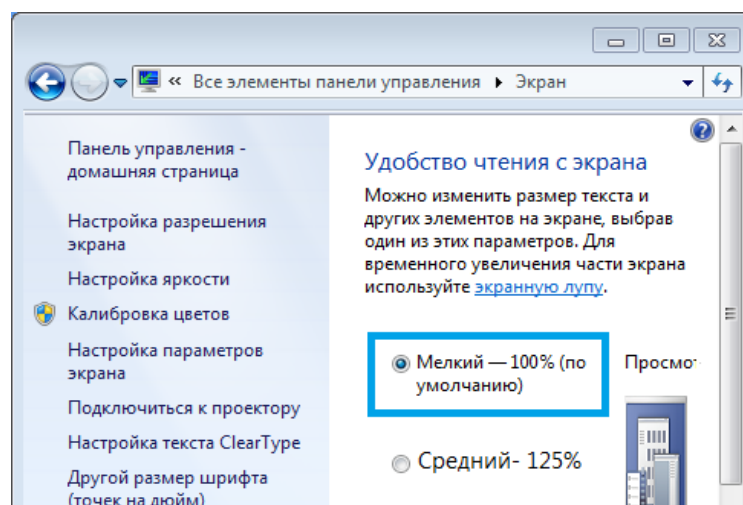 « Все элементы панели управления ▸ Экран
Панель управления -
домашняя страница
Настройка разрешения
экрана
Настройка яркости
Калибровка цветов
Настройка параметров
экрана
Подключиться к проектору
Настройка текста ClearType
Другой размер шрифта
(точек на дюйм)
Удобство чтения с экрана
Можно изменить размер текста и
других элементов на экране, выбрав
один из этих параметров. Для
временного увеличения части экрана
используйте экранную лупу.
Мелкий — 100% (по
умолчанию)
Просмо
Средний- 125%